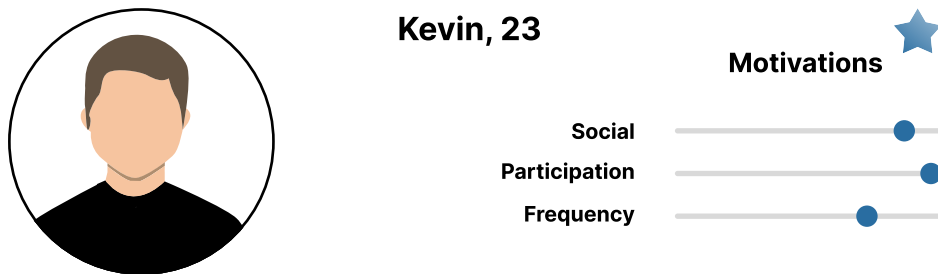 Kevin, 23
Motivations
Social
Participation
Frequency